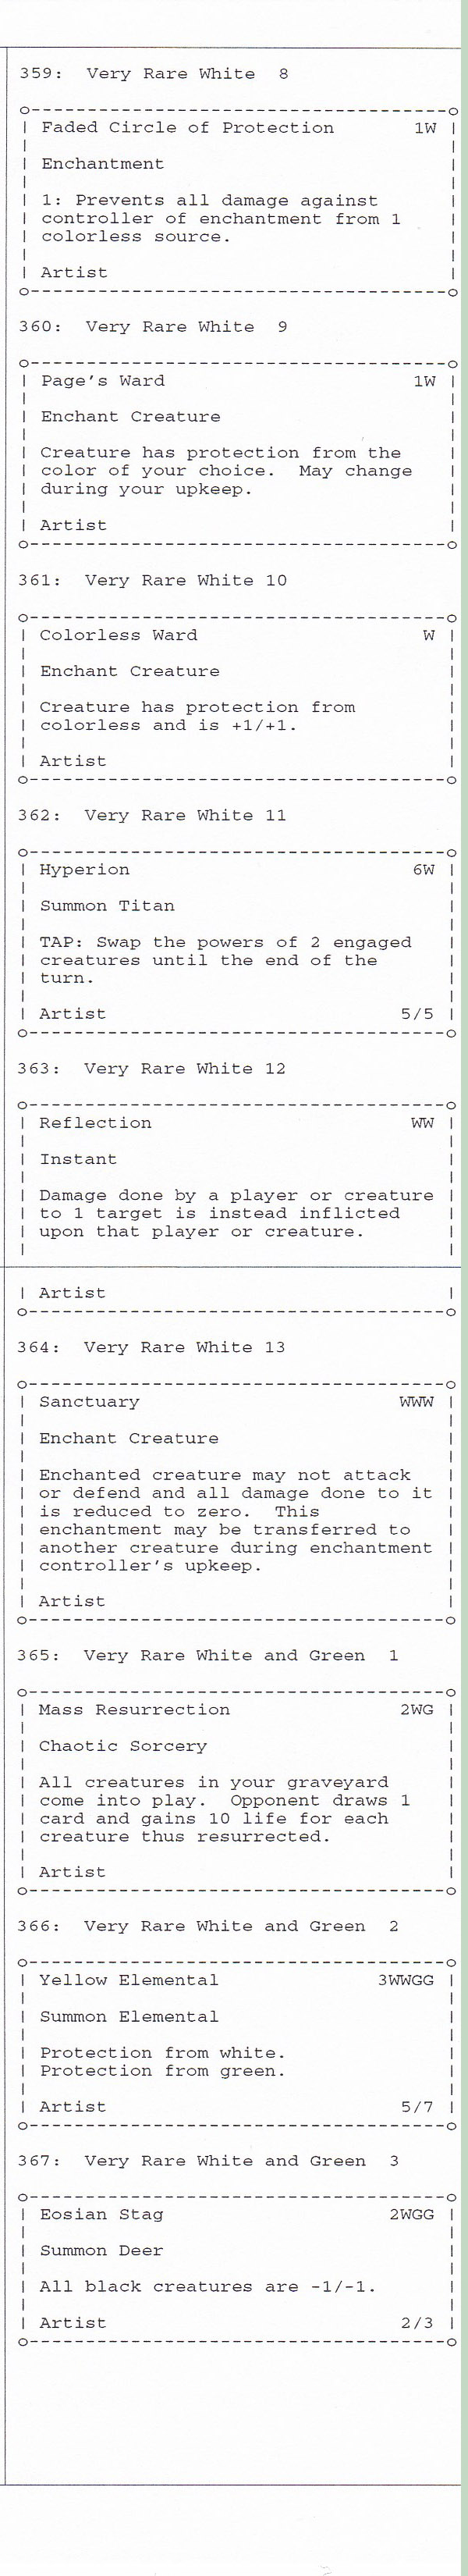 359:  Very Rare White  8
o-------------------------------------o
| Faded Circle of Protection       1W |
| Enchantment
| 1: Prevents all damage against      |
| controller of enchantment from 1    |
| colorless source.                   |
| Artist                              |
o-------------------------------------o
360:  Very Rare White  9
o-------------------------------------o
| Page's Ward                      1W |
| Enchant Creature                    |
| Creature has protection from the    |
| color of your choice.  May change   |
| during your upkeep.                 |
| Artist                              |
o-------------------------------------o
361:  Very Rare White 10
o-------------------------------------o
| Colorless Ward                    W |
| Enchant Creature                    |
| Creature has protection from        |
| colorless and is +1/+1.             |
| Artist                              |
o-------------------------------------o
362:  Very Rare White 11
o-------------------------------------o
| Hyperion                         6W |
| Summon Titan                        |
| TAP: Swap the powers of 2 engaged   |
| creatures until the end of the      |
| turn.                               |
| Artist                          5/5 |
o-------------------------------------o
363:  Very Rare White 12
o-------------------------------------o
| Reflection                       WW |
| Instant                             |
| Damage done by a player or creature |
| to 1 target is instead inflicted    |
| upon that player or creature.       |
| Artist                              |
o-------------------------------------o
364:  Very Rare White 13
o-------------------------------------o
| Sanctuary                       WWW |
| Enchant Creature                    |
| Enchanted creature may not attack   |
| or defend and all damage done to it |
| is reduced to zero.  This           |
| enchantment may be transferred to   |
| another creature during enchantment |
| controller's upkeep.                |
| Artist                              |
o-------------------------------------o
365:  Very Rare White and Green  1
o-------------------------------------o
| Mass Resurrection               2WG |
| Chaotic Sorcery                     |
| All creatures in your graveyard     |
| come into play.  Opponent draws 1   |
| card and gains 10 life for each     |
| creature thus resurrected.          |
| Artist                              |
o-------------------------------------o
366:  Very Rare White and Green  2
o-------------------------------------o
| Yellow Elemental              3WWGG |
| Summon Elemental                    |
| Protection from white.              |
| Protection from green.              |
| Artist                          5/7 |
o-------------------------------------o
367:  Very Rare White and Green  3
o-------------------------------------o
| Eosian Stag                    2WGG |
| Summon Deer                         |
| All black creatures are -1/-1.      |
| Artist                          2/3 |
o-------------------------------------o